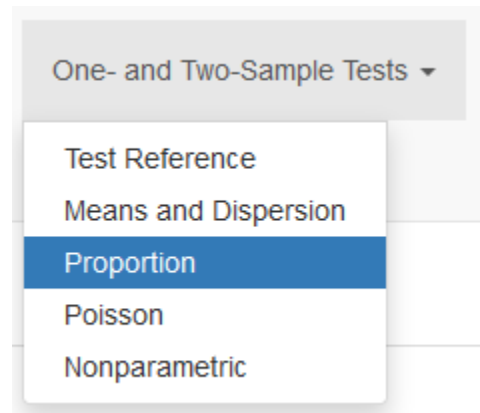 One- and Two-Sample Tests
Test Reference
Means and Dispersion
Proportion
Poisson
Nonparametric